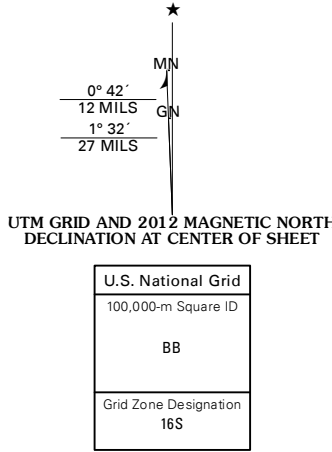 ★
MN
0° 42´
12 MILS
GN
1° 32´
27 MILS
UTM GRID AND 2012 MAGNETIC NORTH
DECLINATION AT CENTER OF SHEET
U.S. National Grid
100,000-m Square ID
BB
Grid Zone Designation
16S